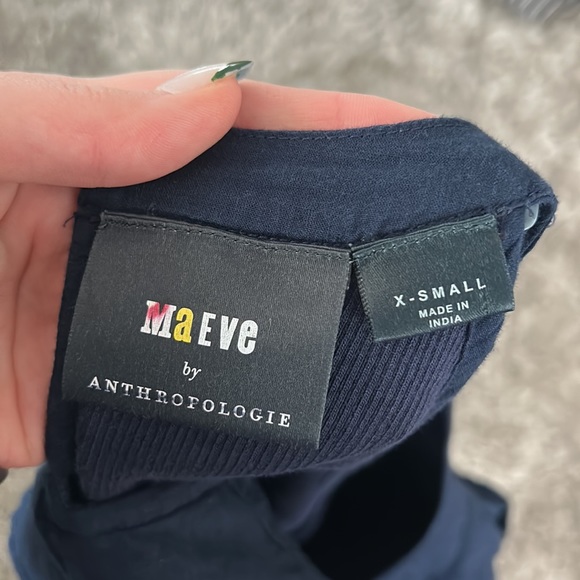 MaEVe
by
ANTHROPOLOGIE
X-SMALL
MADE IN
INDIA